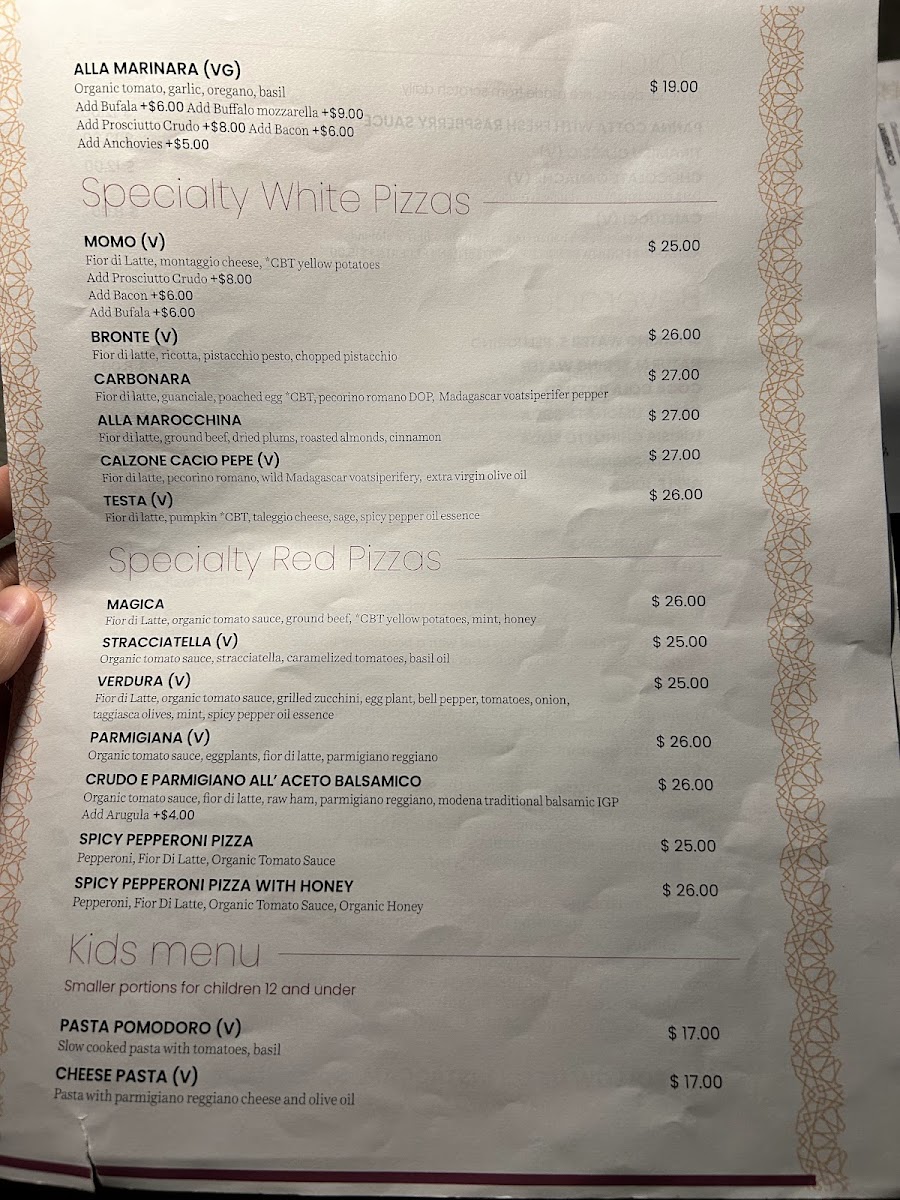 ALLA MARINARA (VG)
$ 19.00
Organic tomato, garlic, oregano, basil
Add Bufala +$6.00 Add Buffalo mozzarella +$9.00
Add Prosciutto Crudo +$8.00 Add Bacon +$6.00
Add Anchovies +$5.00
Specialty White Pizzas
MOMO (V)
$ 25.00
Fior di Latte, montaggio cheese, *CBT yellow potatoes
Add Prosciutto Crudo +$8.00
Add Bacon +$6.00
Add Bufala +$6.00
BRONTE (V)
$ 26.00
Fior di latte, ricotta, pistacchio pesto, chopped pistacchio
CARBONARA
$ 27.00
Fior di latte, guanciale, poached egg *CBT, pecorino romano DOP, Madagascar voatsiperifer pepper
ALLA MAROCCHINA
$ 27.00
Fior di latte, ground beef, dried plums, roasted almonds, cinnamon
CALZONE CACIO PEPE (V)
$ 27.00
Fior di latte, pecorino romano, wild Madagascar voatsiperifery, extra virgin olive oil
TESTA (V)
$ 26.00
Fior di latte, pumpkin *CBT, taleggio cheese, sage, spicy pepper oil essence
Specialty Red Pizzas
MAGICA
$ 26.00
Fior di Latte, organic tomato sauce, ground beef, *CBT yellow potatoes, mint, honey
STRACCIATELLA (V)
$ 25.00
Organic tomato sauce, stracciatella, caramelized tomatoes, basil oil
VERDURA (V)
$ 25.00
Fior di Latte, organic tomato sauce, grilled zucchini, egg plant, bell pepper, tomatoes, onion,
taggiasca olives, mint, spicy pepper oil essence
PARMIGIANA (V)
$ 26.00
Organic tomato sauce, eggplants, fior di latte, parmigiano reggiano
CRUDO E PARMIGIANO ALL' ACETO BALSAMICO
$ 26.00
Organic tomato sauce, fior di latte, raw ham, parmigiano reggiano, modena traditional balsamic IGP
Add Arugula +$4.00
SPICY PEPPERONI PIZZA
$ 25.00
Pepperoni, Fior Di Latte, Organic Tomato Sauce
SPICY PEPPERONI PIZZA WITH HONEY
$ 26.00
Pepperoni, Fior Di Latte, Organic Tomato Sauce, Organic Honey
Kids menu
Smaller portions for children 12 and under
PASTA POMODORO (V)
$ 17.00
Slow cooked pasta with tomatoes, basil
CHEESE PASTA (V)
$ 17.00
Pasta with parmigiano reggiano cheese and olive oil